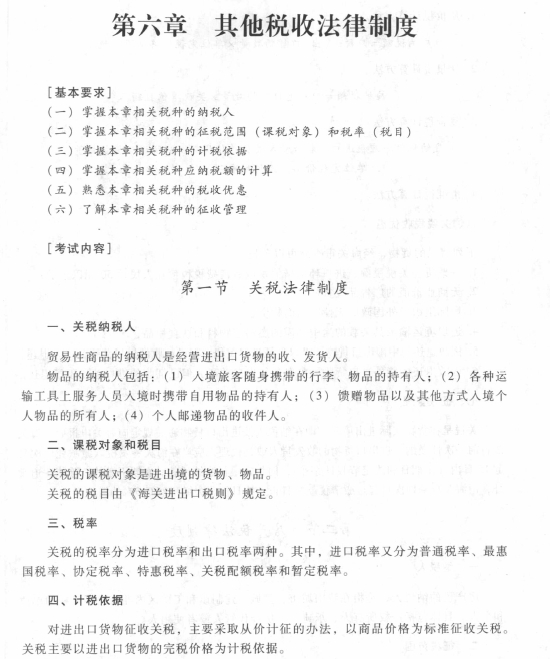 第六章 其他税收法律制度
[基本要求]
(一) 掌握本章相关税种的纳税人
(二) 掌握本章相关税种的征税范围(课税对象)和税率(税目)
(三) 掌握本章相关税种的计税依据
(四) 掌握本章相关税种应纳税额的计算
(五) 熟悉本章相关税种的税收优惠
(六) 了解本章相关税种的征收管理
[考试内容]
第一节 关税法律制度
一、关税纳税人
贸易性商品的纳税人是经营进出口货物的收、发货人。
物品的纳税人包括:(1)入境旅客随身携带的行李、物品的持有人;(2)各种运
输工具上服务人员入境时携带自用物品的持有人;(3)馈赠物品以及其他方式入境个
人物品的所有人;(4)个人邮递物品的收件人。
二、课税对象和税目
关税的课税对象是进出境的货物、物品。
关税的税目由《海关进出口税则》规定。
三、税率
关税的税率分为进口税率和出口税率两种。其中,进口税率又分为普通税率、最惠
国税率、协定税率、特惠税率、关税配额税率和暂定税率。
四、计税依据
对进出口货物征收关税,主要采取从价计征的办法,以商品价格为标准征收关税。
关税主要以进出口货物的完税价格为计税依据。